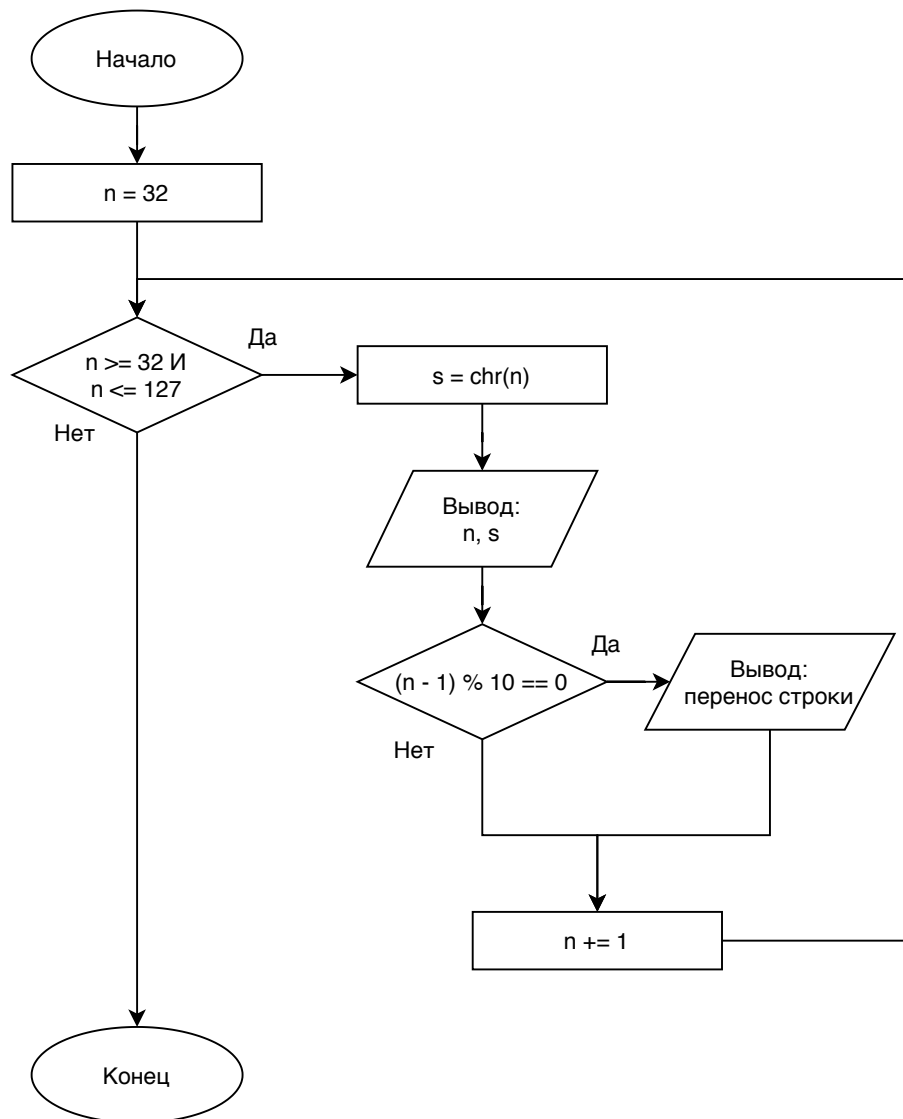 Начало
n = 32
n >= 32 И
n <= 127
Да
Нет
s = chr(n)
Вывод:
n, s
(n - 1) % 10 == 0
Да
Нет
Вывод:
перенос строки
n += 1
Конец